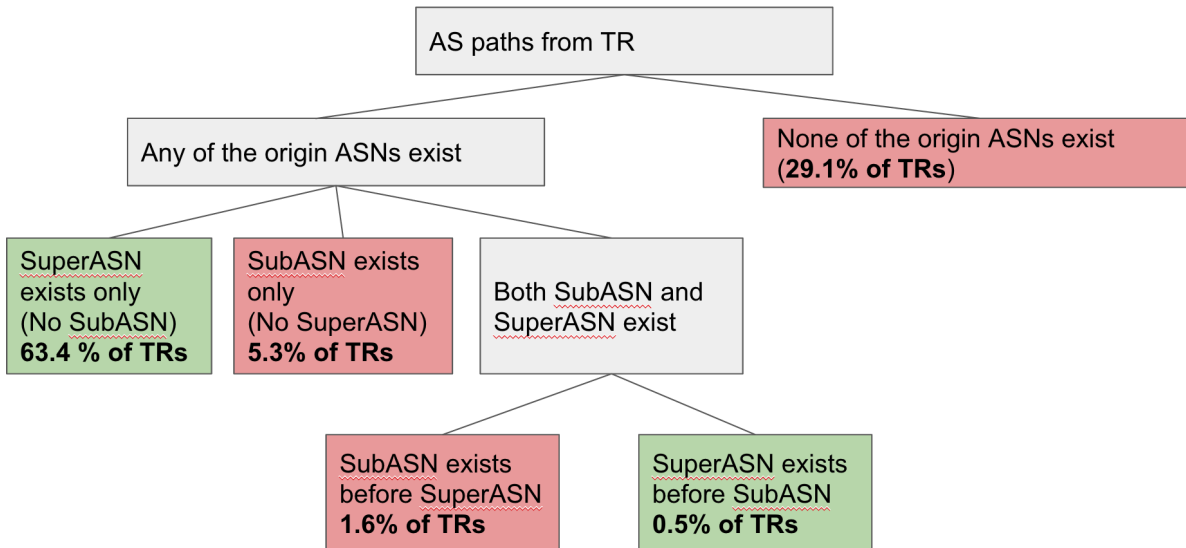 AS paths from TR
Any of the origin ASNs exist
None of the origin ASNs exist
(29.1% of TRs)
SuperASN
exists only
(No SubASN)
63.4 % of TRs
SubASN exists
only
(No SuperASN)
5.3% of TRs
Both SubASN and
SuperASN exist
SubASN exists
before SuperASN
1.6% of TRs
SuperASN exists
before SubASN
0.5% of TRs